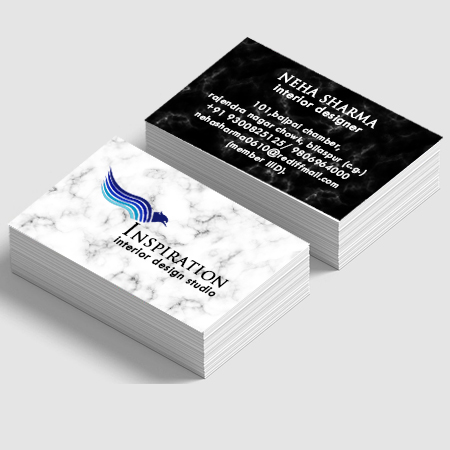 NEHA SHARMA
Interior designer
101,bajpai chamber,
rajendra nagar chowk, bilaspur (c.g.)
+91 9300825125/ 9806964000
nehasharma0610@rediffmail.com
(member IIID).
INSPIRATION
Interior design studio